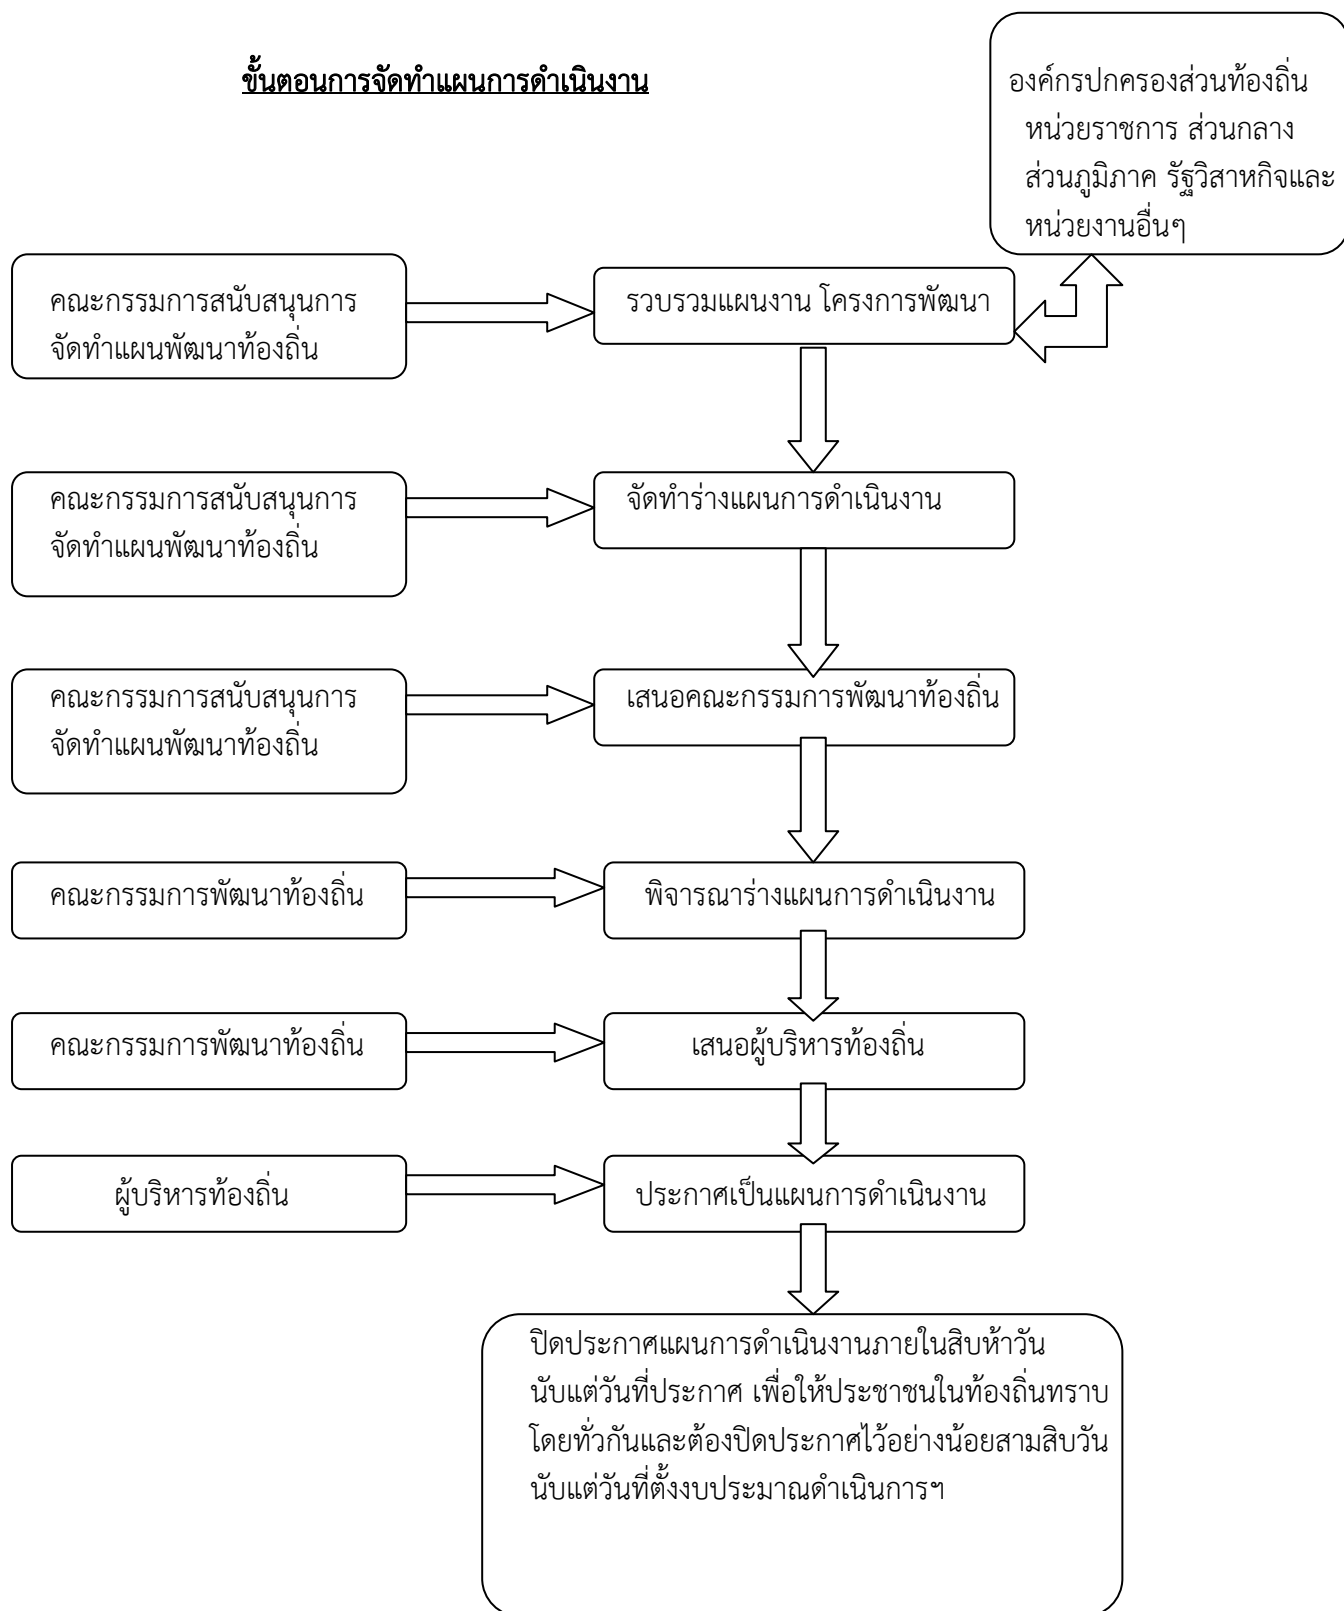 ขั้นตอนการจัดทำแผนการดำเนินงาน
องค์กรปกครองส่วนท้องถิ่น
หน่วยราชการ ส่วนกลาง
ส่วนภูมิภาค รัฐวิสาหกิจและ
หน่วยงานอื่นๆ
คณะกรรมการสนับสนุนการ
จัดทำแผนพัฒนาท้องถิ่น
รวบรวมแผนงาน โครงการพัฒนา
คณะกรรมการสนับสนุนการ
จัดทำแผนพัฒนาท้องถิ่น
จัดทำร่างแผนการดำเนินงาน
คณะกรรมการสนับสนุนการ
จัดทำแผนพัฒนาท้องถิ่น
เสนอคณะกรรมการพัฒนาท้องถิ่น
คณะกรรมการพัฒนาท้องถิ่น
พิจารณาร่างแผนการดำเนินงาน
คณะกรรมการพัฒนาท้องถิ่น
เสนอผู้บริหารท้องถิ่น
ผู้บริหารท้องถิ่น
ประกาศเป็นแผนการดำเนินงาน
ปิดประกาศแผนการดำเนินงานภายในสิบห้าวัน
นับแต่วันที่ประกาศ เพื่อให้ประชาชนในท้องถิ่นทราบ
โดยทั่วกันและต้องปิดประกาศไว้อย่างน้อยสามสิบวัน
นับแต่วันที่ตั้งงบประมาณดำเนินการฯ